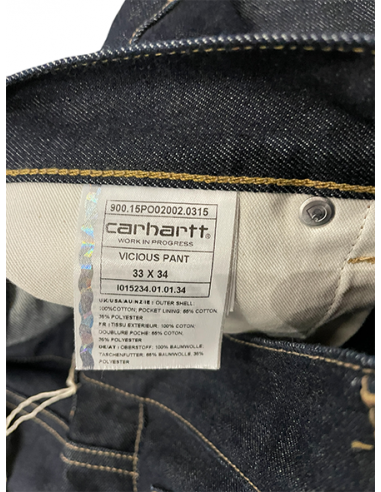 900.15PO02002.0315
carhartt
WORK IN PROGRESS
VICIOUS PANT
33 X 34
I015234.01.01.34
UK/USA/AU/NZ/IE: OUTER SHELL
100%COTTON; POCKET LINING: 65% COTTON,
35% POLYESTER
FR: TISSU EXTERIEUR: 100% COTON;
DOUBLURE POCHE: 65% COTON,
35% POLYESTER
DE/AT: OBERSTOFF: 100% BAUMWOLLE;
TASCHENFUTTER: 65% BAUMWOLLE, 35%
POLYESTER